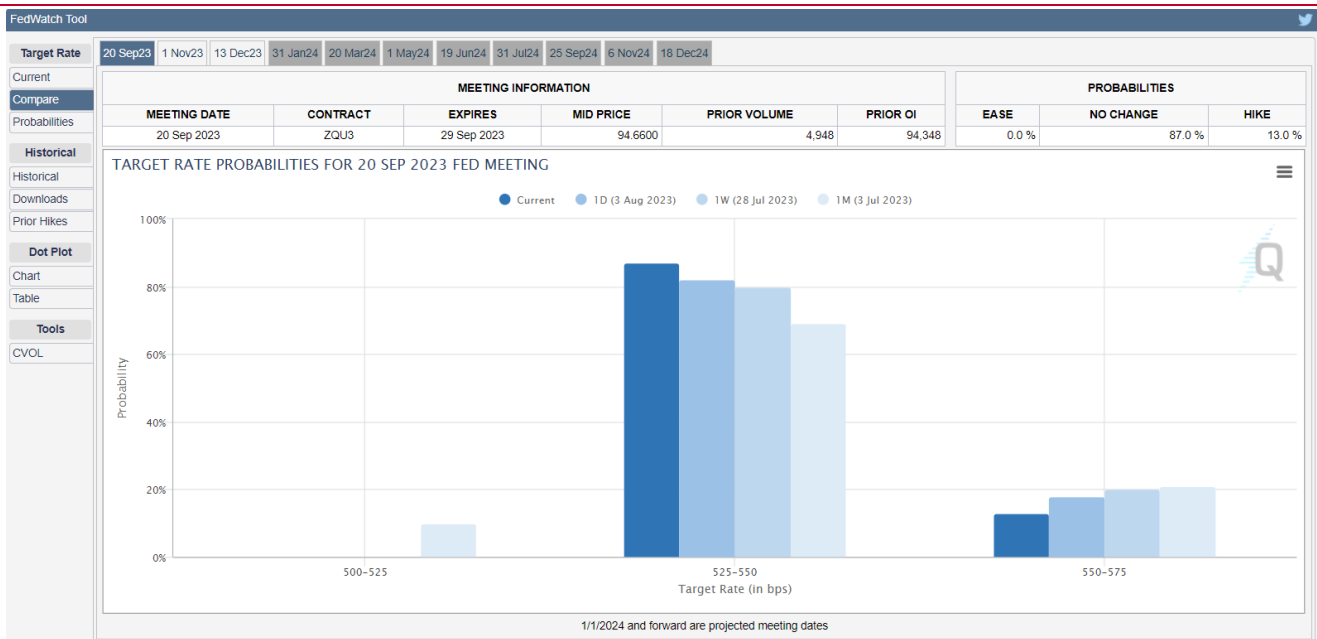 FedWatch Tool
Target Rate
Current
Compare
Probabilities
Historical
Historical
Downloads
Prior Hikes
Dot Plot
Chart
Table
Tools
CVOL
20 Sep23 1 Nov23 13 Dec23 31 Jan24 20 Mar24 1 May24 19 Jun24 31 Jul24 25 Sep24 6 Nov24 18 Dec24
MEETING INFORMATION
MEETING DATE CONTRACT EXPIRES MID PRICE PRIOR VOLUME PRIOR OI
20 Sep 2023 ZQU3 29 Sep 2023 94.6600 4,948 94,348
PROBABILITIES
EASE NO CHANGE HIKE
0.0 % 87.0 % 13.0 %
TARGET RATE PROBABILITIES FOR 20 SEP 2023 FED MEETING
Current 1D (3 Aug 2023) 1W (28 Jul 2023) 1M (3 Jul 2023)
Q
Probability
100%
80%
60%
40%
20%
0%
500-525 525-550 550-575
Target Rate (in bps)
1/1/2024 and forward are projected meeting dates